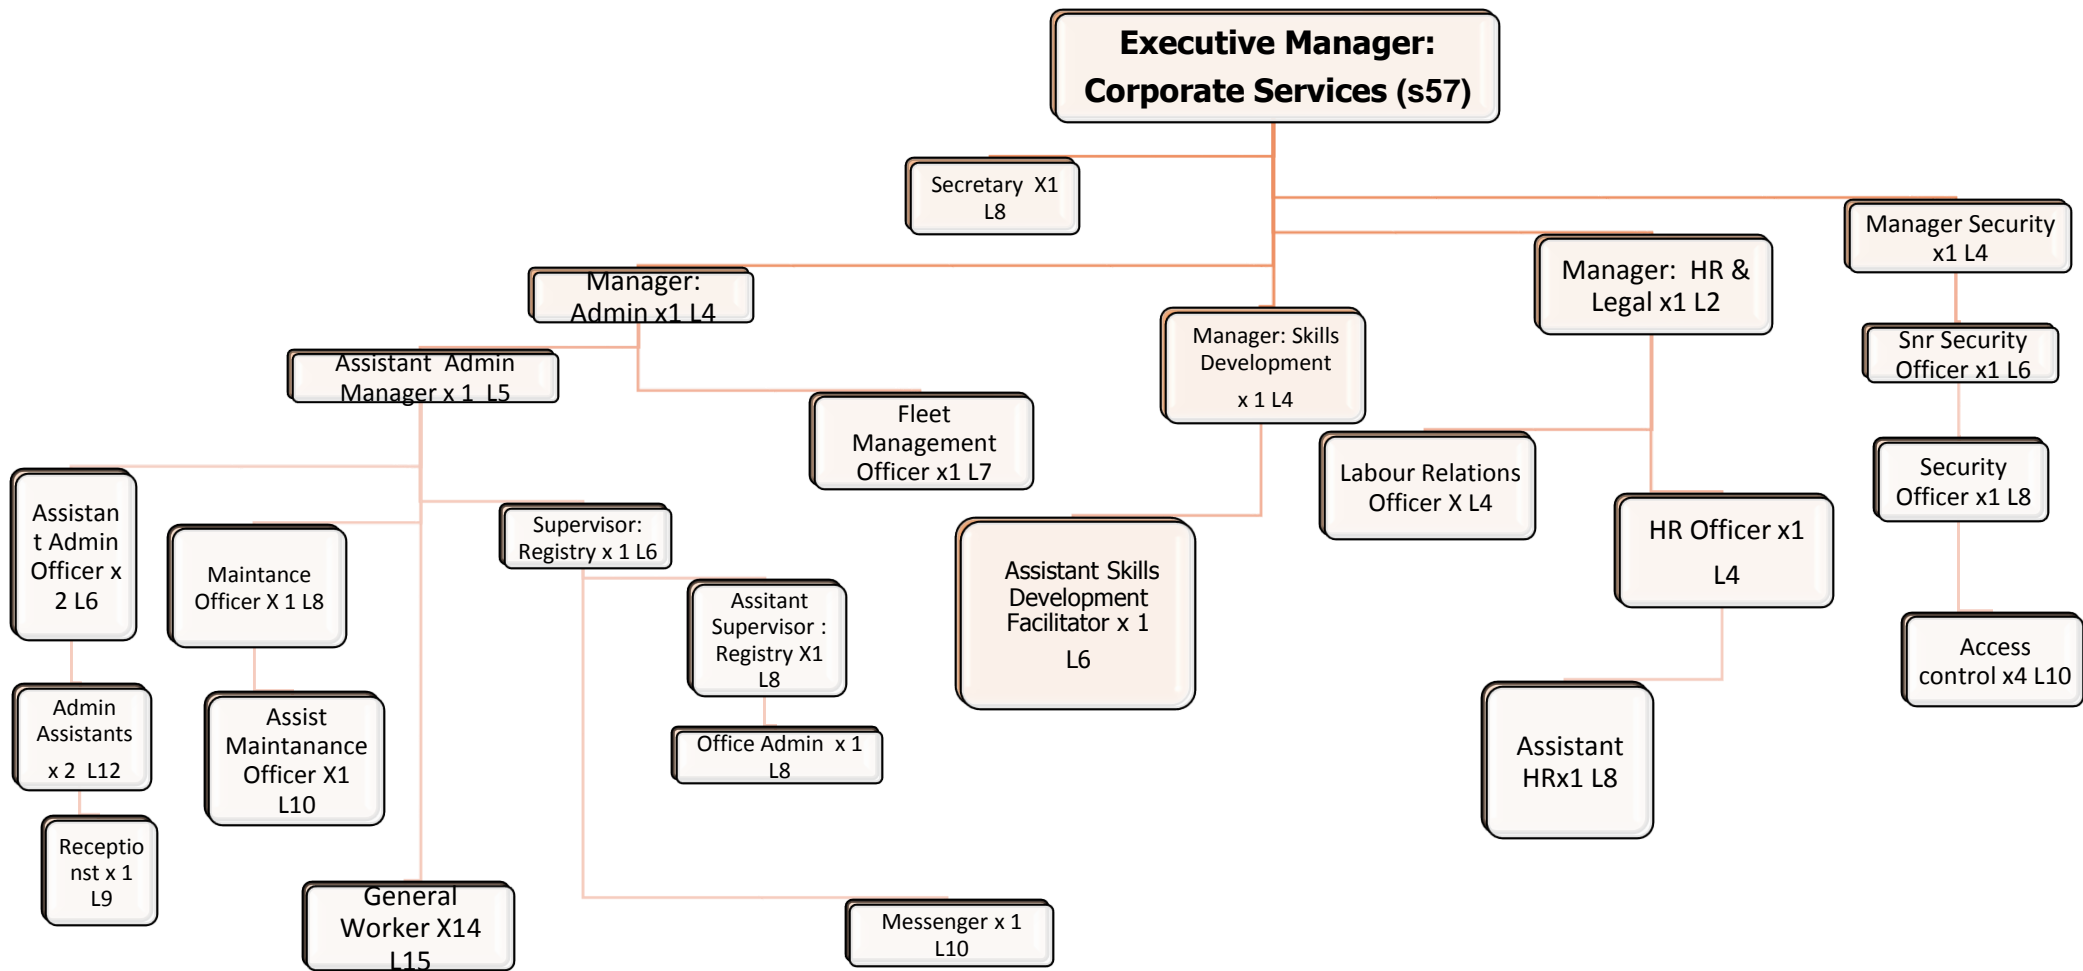 Executive Manager:
Corporate Services (s57)
Secretary X1
L8
Manager Security
x1 L4
Manager: HR &
Legal x1 L2
Manager:
Admin x1 L4
Manager: Skills
Development
x 1 L4
Snr Security
Officer x1 L6
Assistant Admin
Manager x 1 L5
Fleet
Management
Officer x1 L7
Labour Relations
Officer X L4
Security
Officer x1 L8
Assistan
t Admin
Officer x
2 L6
Maintance
Officer X 1 L8
Supervisor:
Registry x 1 L6
Assitant
Supervisor :
Registry X1
L8
Assistant Skills
Development
Facilitator x 1
L6
HR Officer x1
L4
Access
control x4 L10
Admin
Assistants
x 2 L12
Assist
Maintanance
Officer X1
L10
Office Admin x 1
L8
Assistant
HRx1 L8
Receptio
nst x 1
L9
General
Worker X14
L15
Messenger x 1
L10